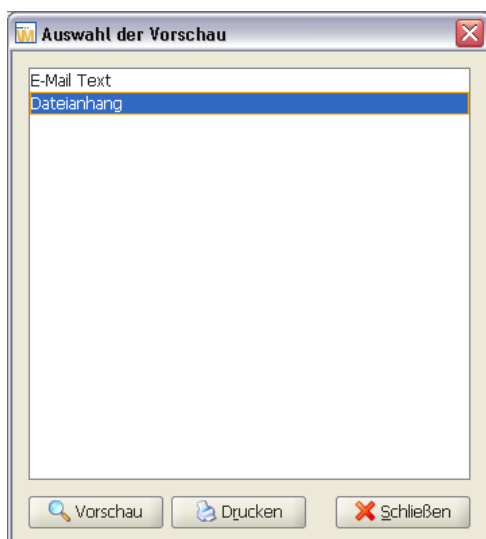 Auswahl der Vorschau
E-Mail Text
Dateianhang
Vorschau Drucken Schließen